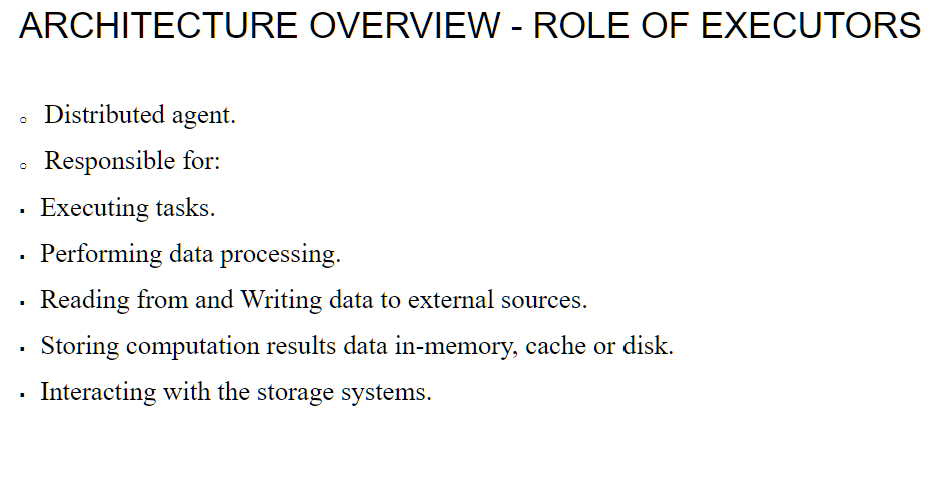 ARCHITECTURE OVERVIEW - ROLE OF EXECUTORS
○ Distributed agent.
○ Responsible for:
▪ Executing tasks.
▪ Performing data processing.
▪ Reading from and Writing data to external sources.
▪ Storing computation results data in-memory, cache or disk.
▪ Interacting with the storage systems.